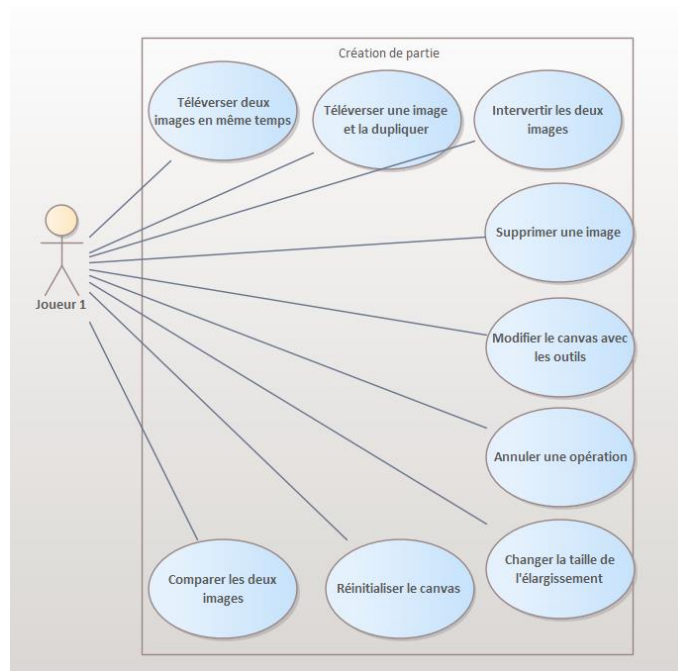 Création de partie
Téléverser deux
images en même temps
Téléverser une image
et la dupliquer
Intervertir les deux
images
Supprimer une image
Joueur 1
Modifier le canvas avec
les outils
Annuler une opération
Changer la taille de
l'élargissement
Comparer les deux
images
Réinitialiser le canvas